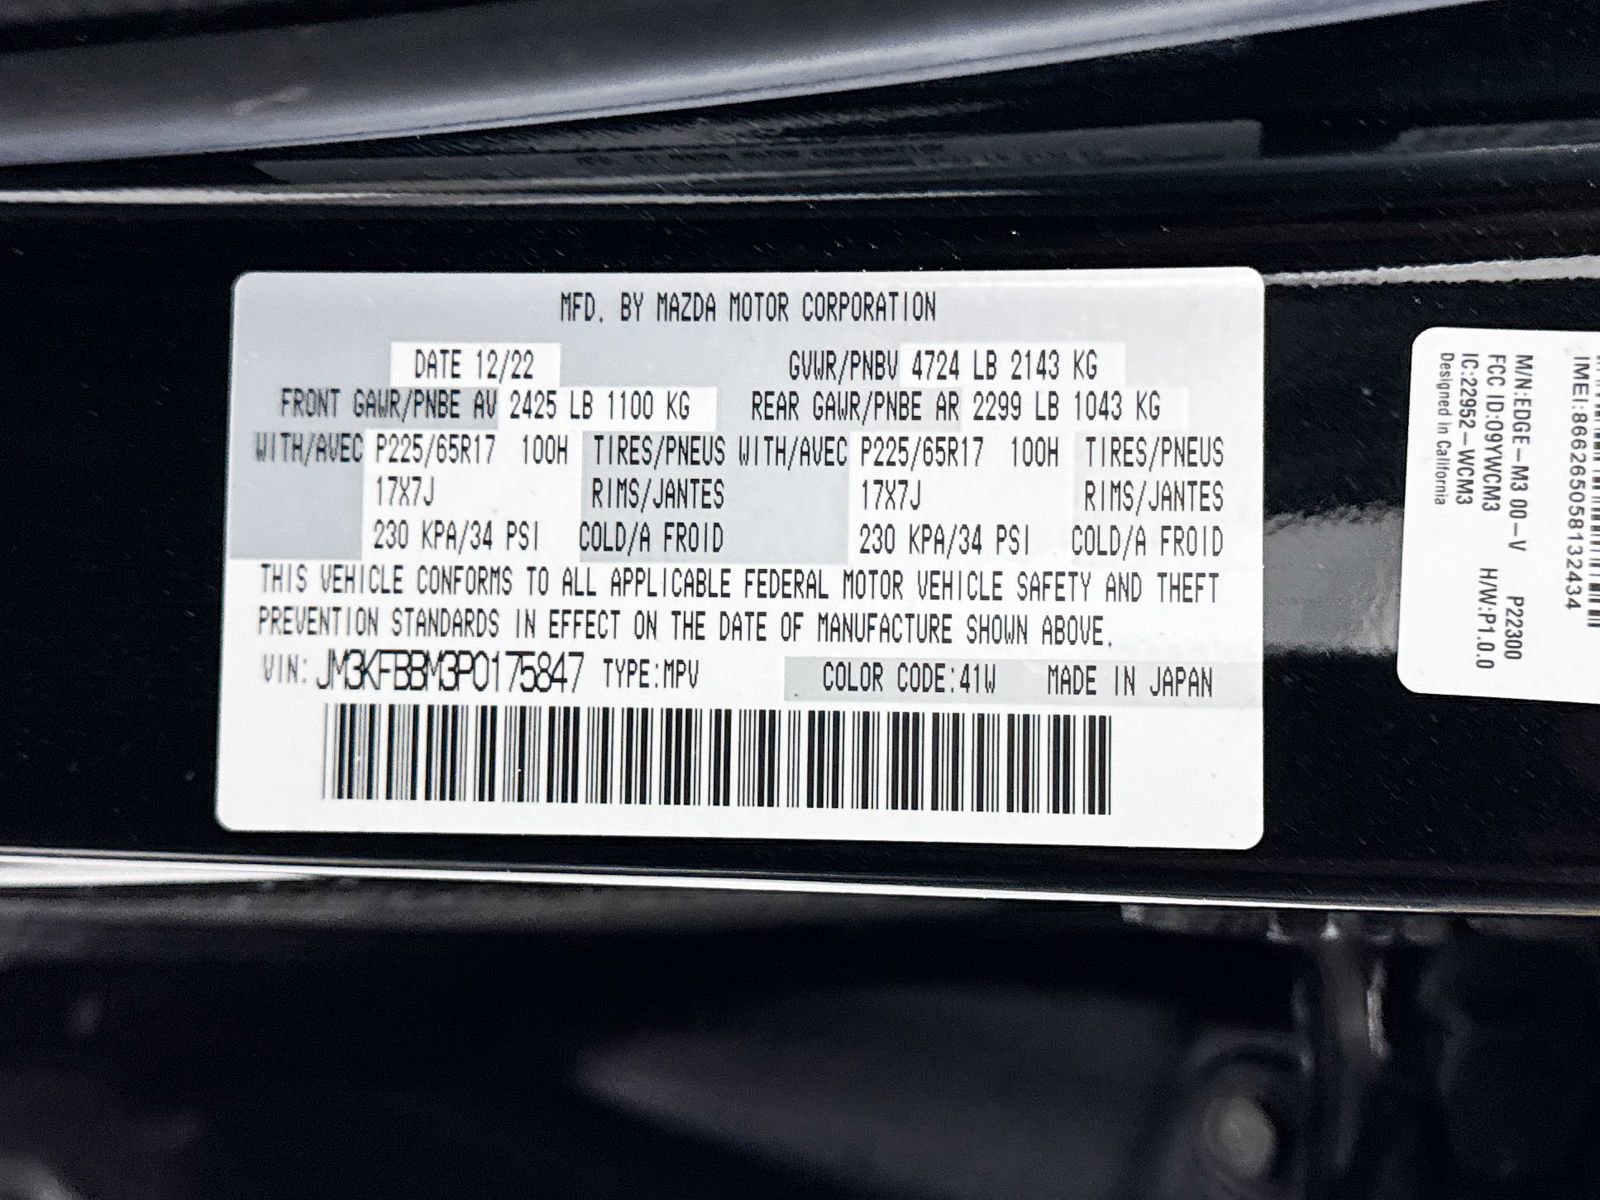 MFD. BY MAZDA MOTOR CORPORATION
DATE 12/22 GVWR/PNBV 4724 LB 2143 KG
FRONT GAWR/PNBE AV 2425 LB 1100 KG REAR GAWR/PNBE AR 2299 LB 1043 KG
WITH/AVEC P225/65R17 100H TIRES/PNEUS WITH/AVEC P225/65R17 100H TIRES/PNEUS
17X7J RIMS/JANTES 17X7J RIMS/JANTES
230 KPA/34 PSI COLD/A FROID 230 KPA/34 PSI COLD/A FROID
THIS VEHICLE CONFORMS TO ALL APPLICABLE FEDERAL MOTOR VEHICLE SAFETY AND THEFT
PREVENTION STANDARDS IN EFFECT ON THE DATE OF MANUFACTURE SHOWN ABOVE.
VIN: JM3KFBBM3P0175847 TYPE:MPV COLOR CODE:41W MADE IN JAPAN
IMEI:866265058132434
M/N:EDGE-M3 00-V P22300
FCC ID:09YWCM3 H/W:P1.0.0
IC:22952-WCM3
Designed in California